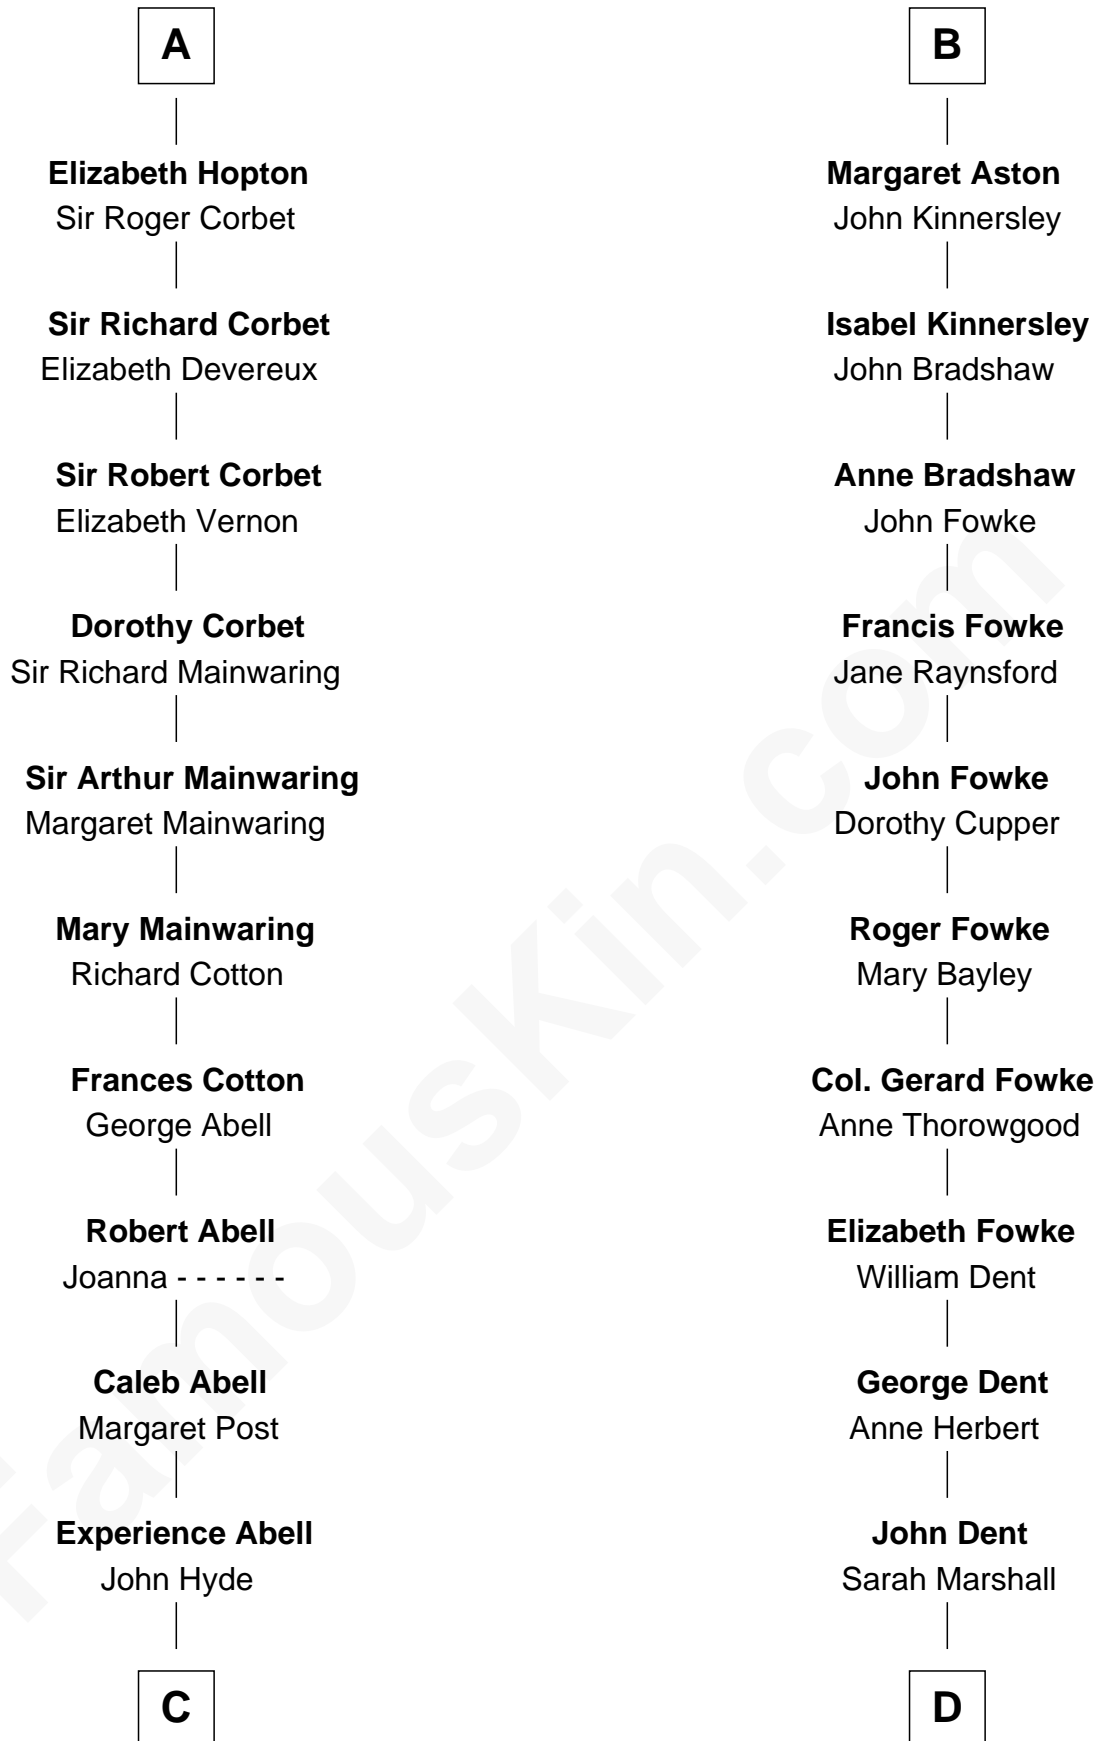 A
Elizabeth Hopton
Sir Roger Corbet
Sir Richard Corbet
Elizabeth Devereux
Sir Robert Corbet
Elizabeth Vernon
Dorothy Corbet
Sir Richard Mainwaring
Sir Arthur Mainwaring
Margaret Mainwaring
Mary Mainwaring
Richard Cotton
Frances Cotton
George Abell
Robert Abell
Joanna - - - - - -
Caleb Abell
Margaret Post
Experience Abell
John Hyde
C
B
Margaret Aston
John Kinnersley
Isabel Kinnersley
John Bradshaw
Anne Bradshaw
John Fowke
Francis Fowke
Jane Raynsford
John Fowke
Dorothy Cupper
Roger Fowke
Mary Bayley
Col. Gerard Fowke
Anne Thorowgood
Elizabeth Fowke
William Dent
George Dent
Anne Herbert
John Dent
Sarah Marshall
D
FamousKin.com